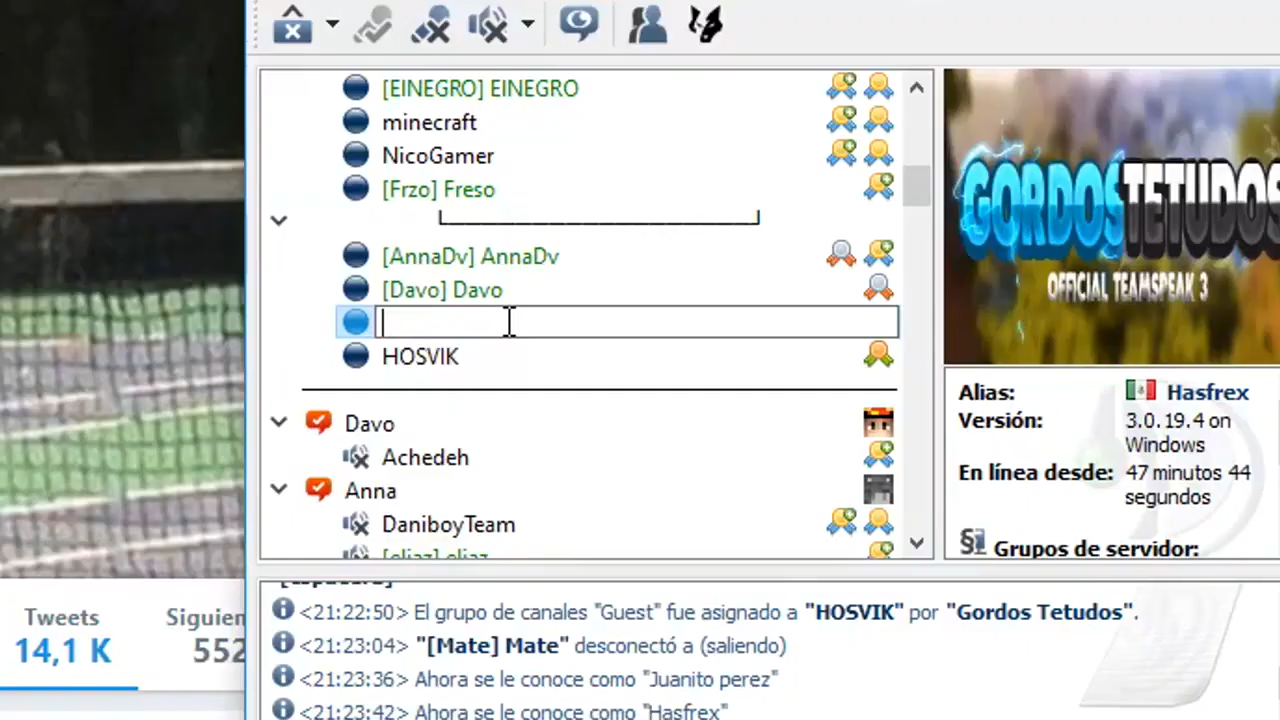 [EINEGRO] EINEGRO
minecraft
NicoGamer
[Frzo] Freso
[AnnaDv] AnnaDv
[Davo] Davo
HOSVIK
Davo
Achedeh
Anna
DaniboyTeam
[eliaz] eliaz
GORDOSTETUDOS
OFFICIAL TEAMSPEAK 3
Alias: Hasfrex
Versión: 3.0.19.4 on
Windows
En línea desde: 47 minutos 44
segundos
Grupos de servidor:
Tweets
14,1 K
Siguien
552
<21:22:50> El grupo de canales "Guest" fue asignado a "HOSVIK" por "Gordos Tetudos".
<21:23:04> "[Mate] Mate" desconectó a (saliendo)
<21:23:36> Ahora se le conoce como "Juanito perez"
<21:23:42> Ahora se le conoce como "Hasfrex"